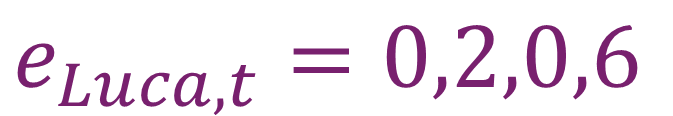 e_{Luca,t} = 0,2,0,6